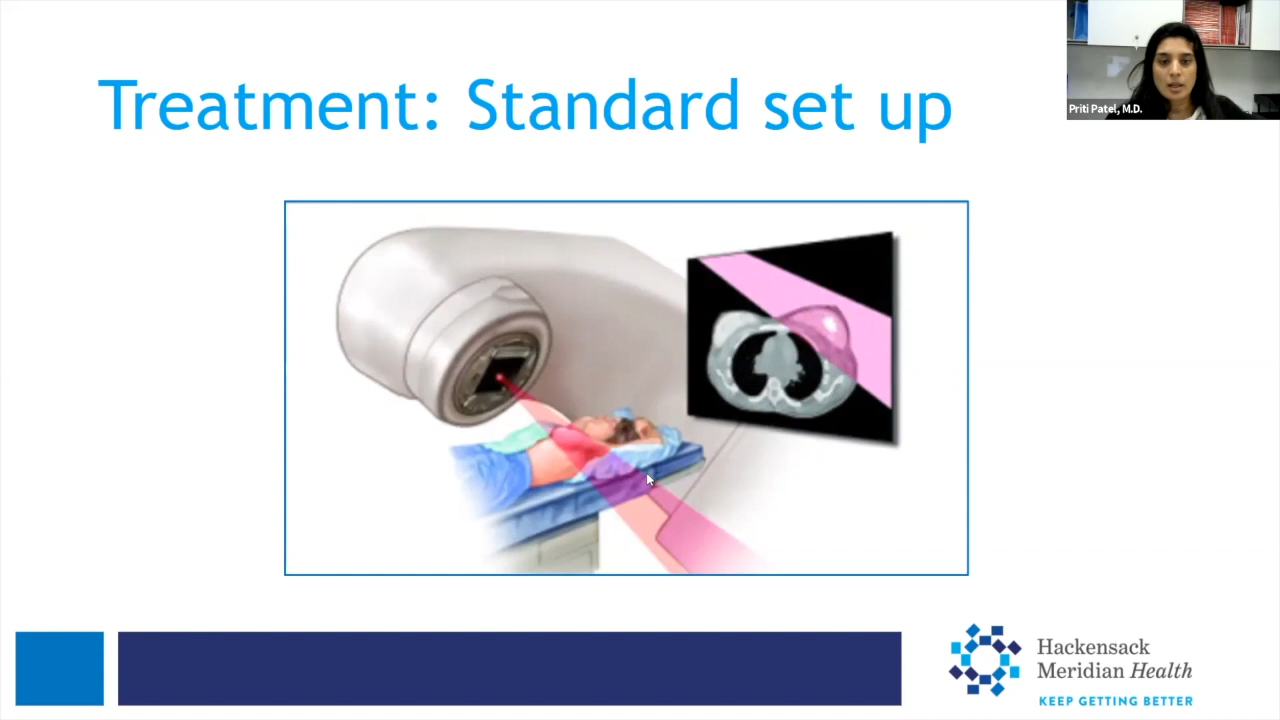 Treatment: Standard set up
Priti Patel, M.D.
Hackensack
Meridian Health
KEEP GETTING BETTER